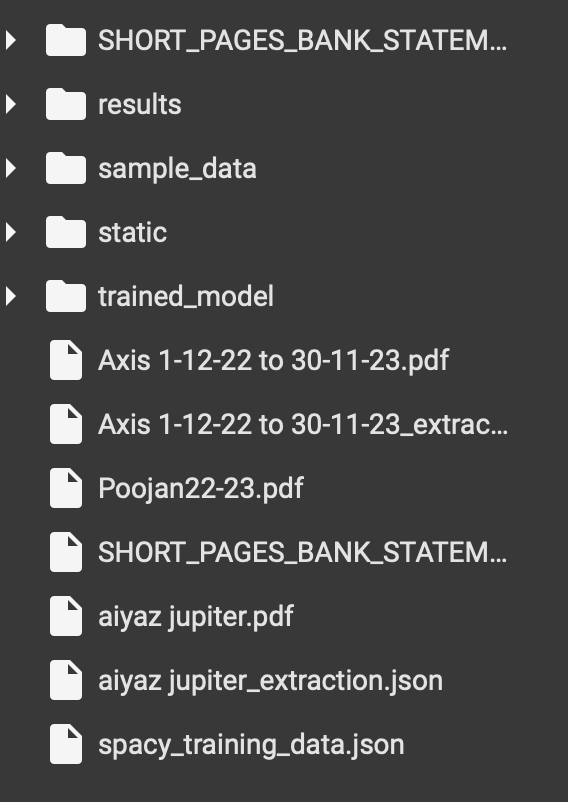 SHORT_PAGES_BANK_STATEM...
results
sample_data
static
trained_model
Axis 1-12-22 to 30-11-23.pdf
Axis 1-12-22 to 30-11-23_extrac...
Poojan22-23.pdf
SHORT_PAGES_BANK_STATEM...
aiyaz jupiter.pdf
aiyaz jupiter_extraction.json
spacy_training_data.json